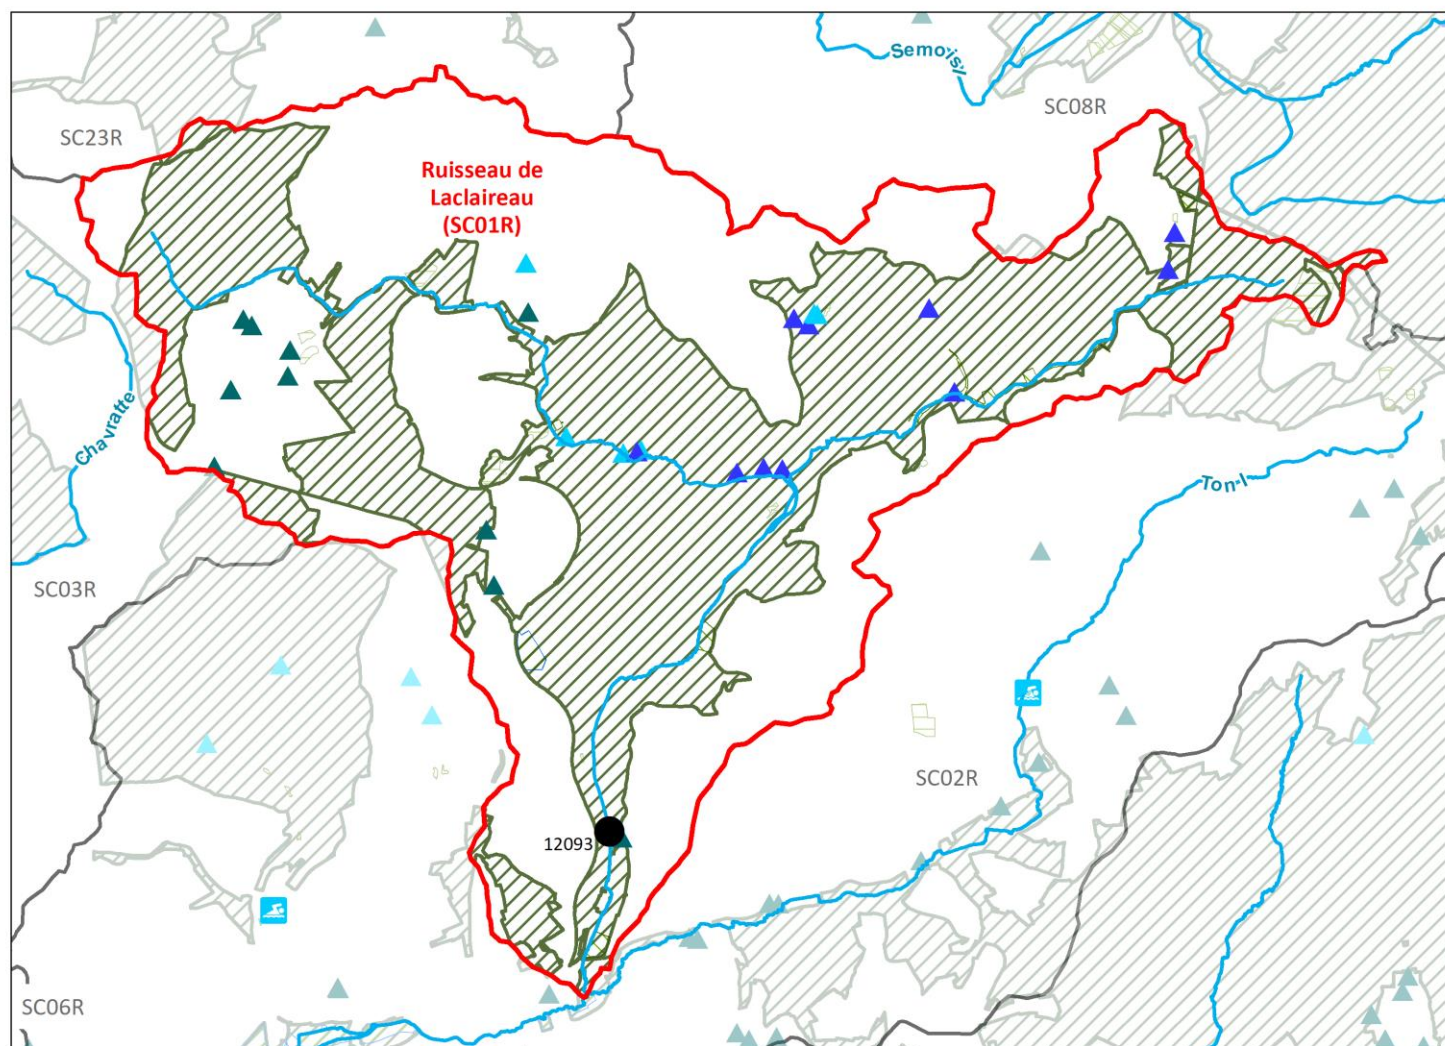 Semois I
SC08R
SC23R
Ruisseau de
Laclaireau
(SC01R)
Chavratte
Ton-I
SC03R
SC02R
12093
SC06R